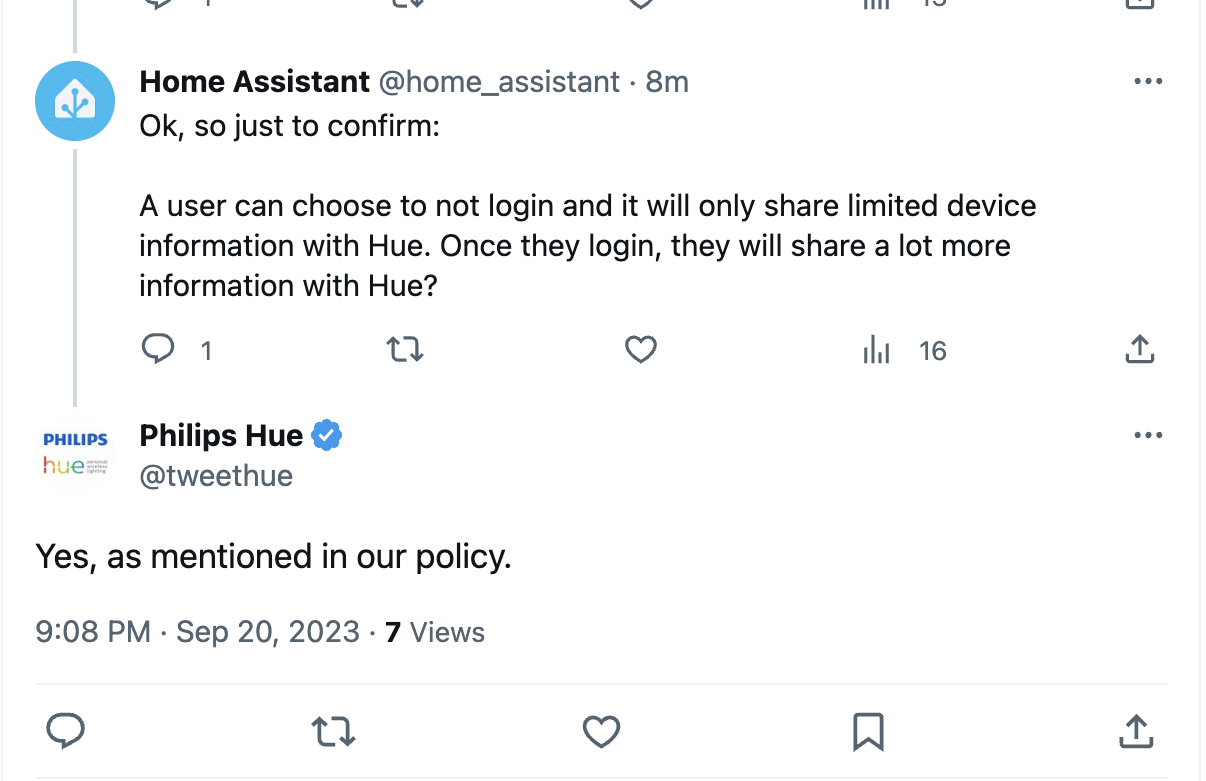 Home Assistant @home_assistant · 8m
Ok, so just to confirm:
A user can choose to not login and it will only share limited device
information with Hue. Once they login, they will share a lot more
information with Hue?
1 16
PHILIPS
hue personal wireless lighting
Philips Hue
@tweethue
Yes, as mentioned in our policy.
9:08 PM · Sep 20, 2023 · 7 Views